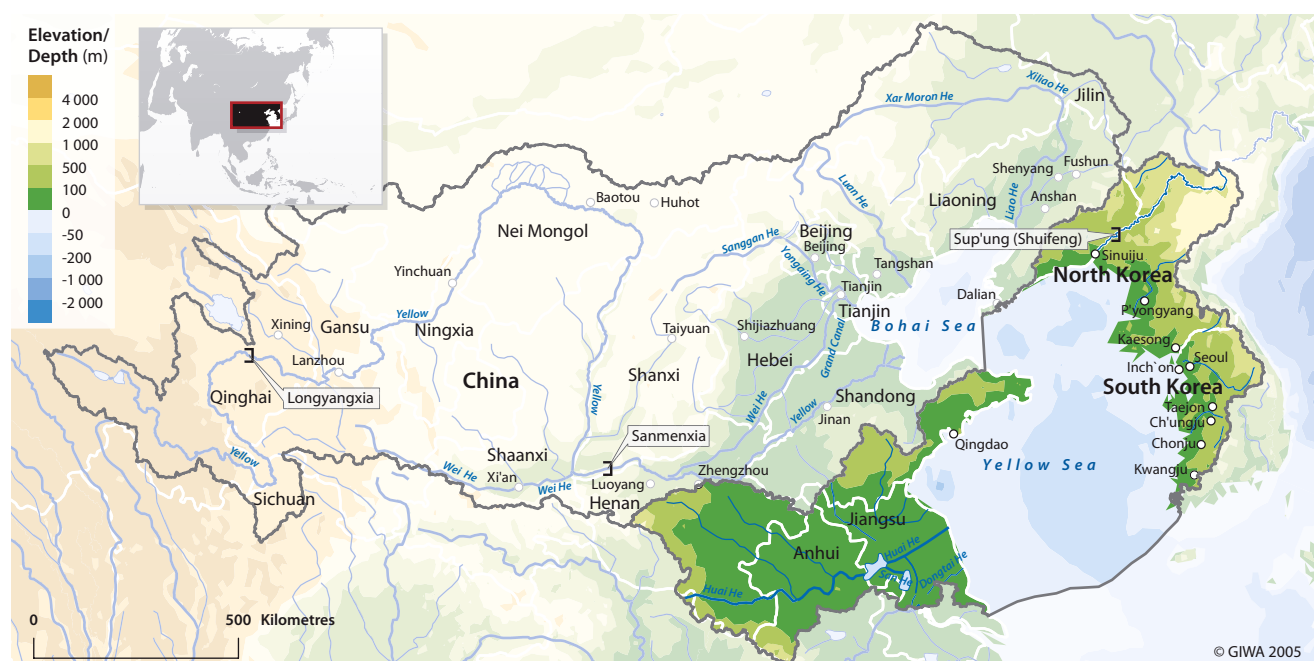 Elevation/
Depth (m)
4 000
2 000
1 000
500
100
0
-50
-200
-1 000
-2 000
Xiliao He
Xar Moron He
Jilin
Fushun
Shenyang
Luan He
Liaoning
Liao He
Anshan
Baotou
Huhot
Nei Mongol
Sanggan He
Beijing
Beijing
Sup'ung (Shuifeng)
Sinuiju
North Korea
Yongaing He
Tangshan
Yinchuan
Tianjin
Dalian
Tianjin
P'yongyang
Yellow
Ningxia
Xining
Gansu
Taiyuan
Shijiazhuang
Bohai Sea
Kaesong
Lanzhou
Hebei
Grand Canal
Seoul
Inch`on
China
Shanxi
South Korea
Qinghai
Longyangxia
Yellow
Wei He
Yellow
Shandong
Jinan
Taejon
Ch'ungju
Sanmenxia
Qingdao
Chonju
Yellow
Shaanxi
Yellow Sea
Wei He
Xi'an
Wei He
Luoyang
Zhengzhou
Kwangju
Sichuan
Henan
Jiangsu
Anhui
Huai He
San He
Dongtai He
Huai He
0
500 Kilometres
© GIWA 2005